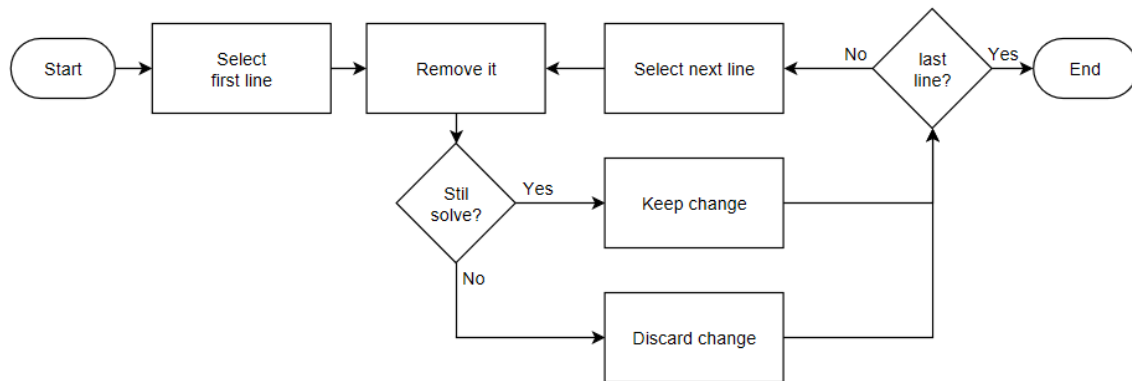 Start
Select
first line
Remove it
Select next line
No
last
line?
Yes
End
Stil
solve?
Yes
Keep change
No
Discard change